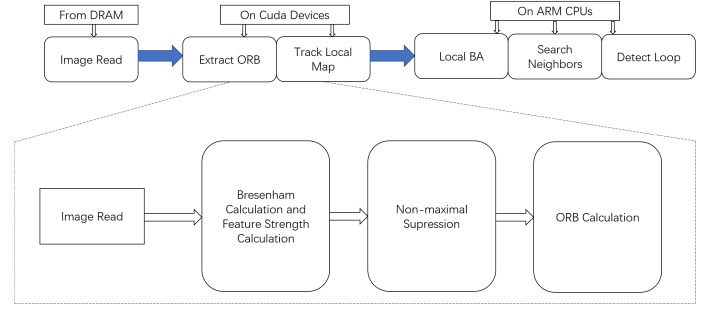 From DRAM
On Cuda Devices
On ARM CPUs
Image Read
Extract ORB
Track Local
Map
Local BA
Search
Neighbors
Detect Loop
Image Read
Bresenham
Calculation and
Feature Strength
Calculation
Non-maximal
Supression
ORB Calculation